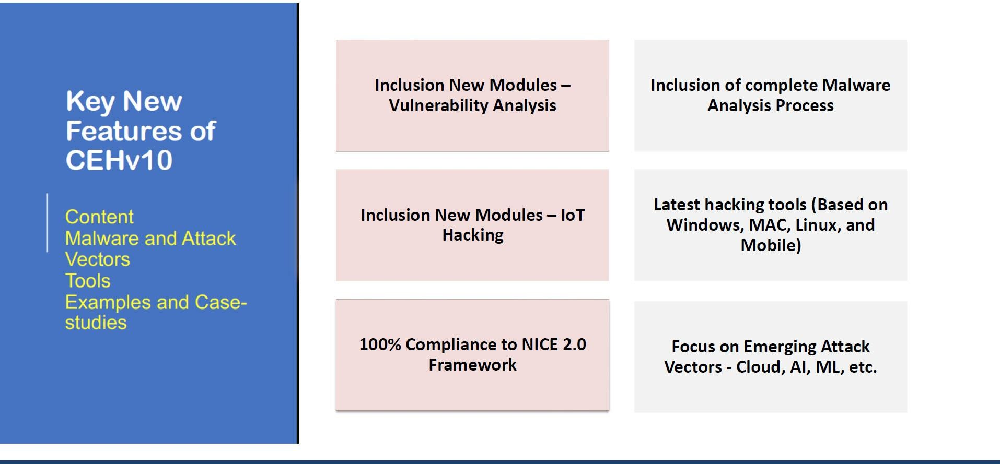 Key New
Features of
CEHv10
Content
Malware and Attack
Vectors
Tools
Examples and Case-
studies
Inclusion New Modules –
Vulnerability Analysis
Inclusion of complete Malware
Analysis Process
Inclusion New Modules – IoT
Hacking
Latest hacking tools (Based on
Windows, MAC, Linux, and
Mobile)
100% Compliance to NICE 2.0
Framework
Focus on Emerging Attack
Vectors - Cloud, AI, ML, etc.